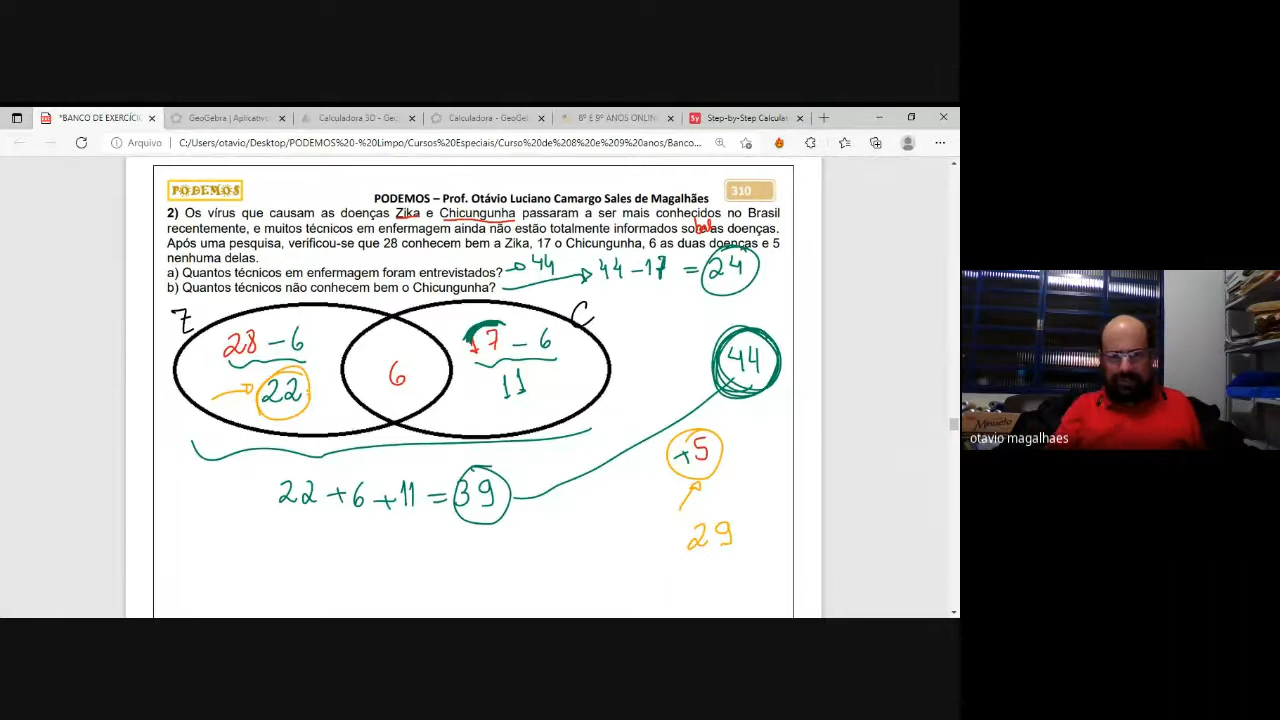 *BANCO DE EXERCÍCI
GeoGebra | Aplicativo
Calculadora 3D - Geo
Calculadora - GeoGel
8º E 9º ANOS ONLIN
Sy Step-by-Step Calcula
Arquivo | C:/Users/otavio/Desktop/PODEMOS%20-%20Limpo/Cursos%20Especiais/Curso%20de%208%20e%209%20anos/Banco...
PODEMOS
310
PODEMOS – Prof. Otávio Luciano Camargo Sales de Magalhães
2) Os vírus que causam as doenças Zika e Chicungunha passaram a ser mais conhecidos no Brasil
recentemente, e muitos técnicos em enfermagem ainda não estão totalmente informados sobre as doenças.
Após uma pesquisa, verificou-se que 28 conhecem bem a Zika, 17 o Chicungunha, 6 as duas doenças e 5
nenhuma delas.
a) Quantos técnicos em enfermagem foram entrevistados? → 44
b) Quantos técnicos não conhecem bem o Chicungunha? → 44 - 17 = 24
Z
C
28 - 6
22
6
17 - 6
11
44
+5
22 + 6 + 11 = 39
29
otavio magalhaes